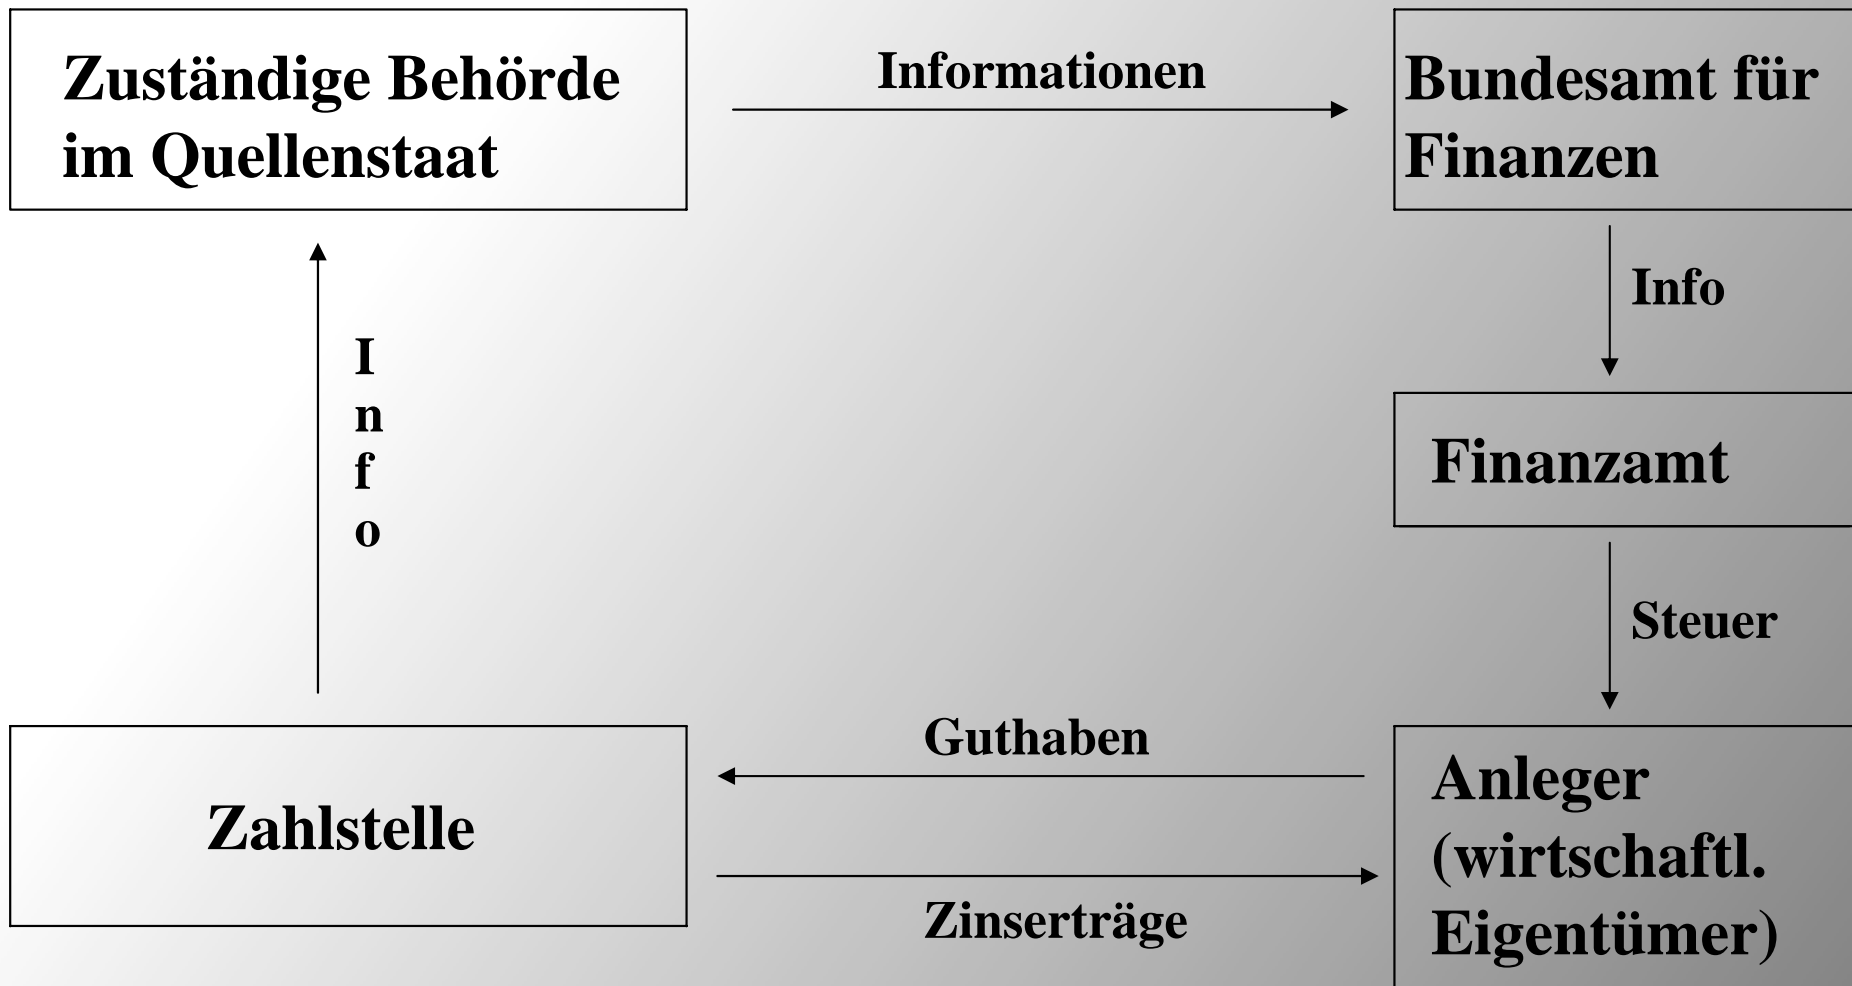 Zuständige Behörde
im Quellenstaat
Informationen
Bundesamt für
Finanzen
Info
I
n
f
o
Finanzamt
Steuer
Guthaben
Zahlstelle
Zinserträge
Anleger
(wirtschaftl.
Eigentümer)